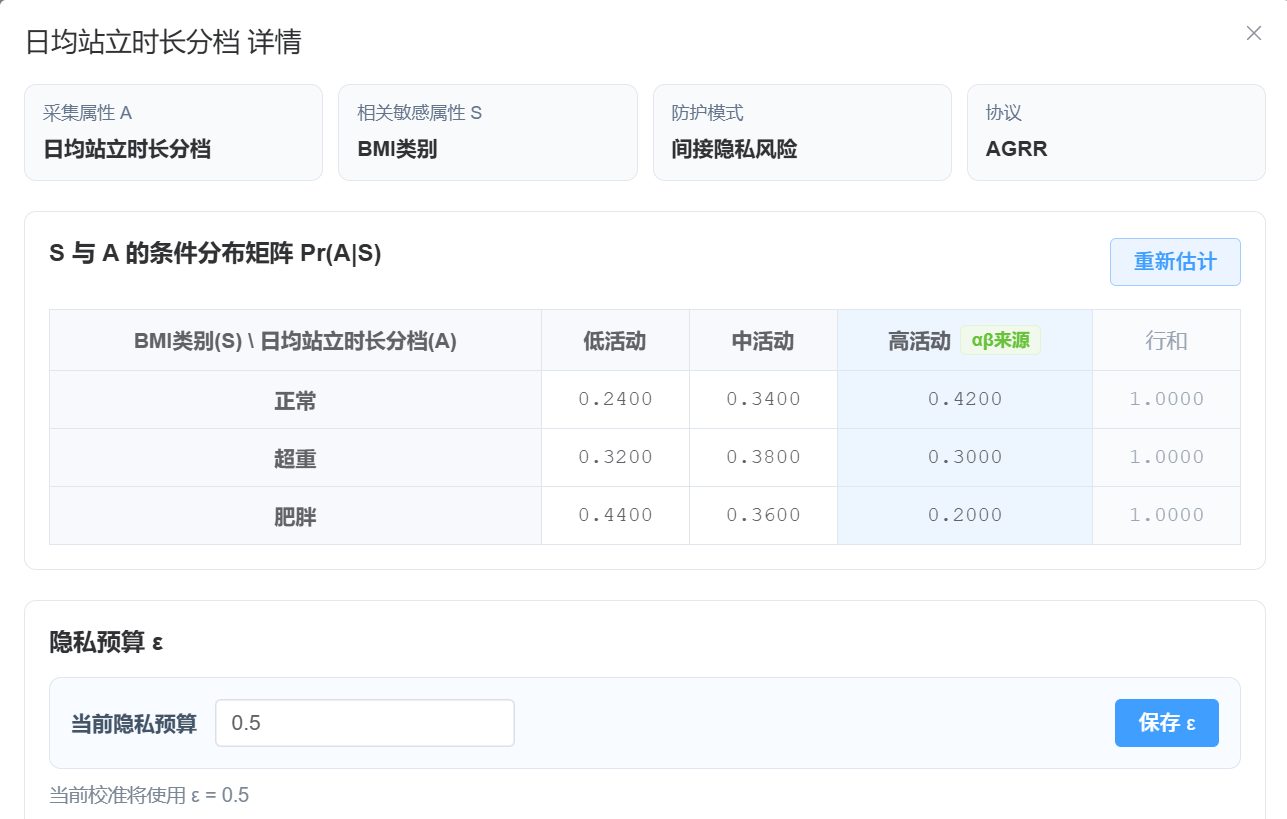 日均站立时长分档 详情
采集属性 A
日均站立时长分档
相关敏感属性 S
BMI类别
防护模式
间接隐私风险
协议
AGRR
S 与 A 的条件分布矩阵 Pr(A|S)
重新估计
BMI类别(S) \ 日均站立时长分档(A) 低活动 中活动 高活动 αβ来源 行和
正常 0.2400 0.3400 0.4200 1.0000
超重 0.3200 0.3800 0.3000 1.0000
肥胖 0.4400 0.3600 0.2000 1.0000
隐私预算 ε
当前隐私预算 0.5 保存 ε
当前校准将使用 ε = 0.5